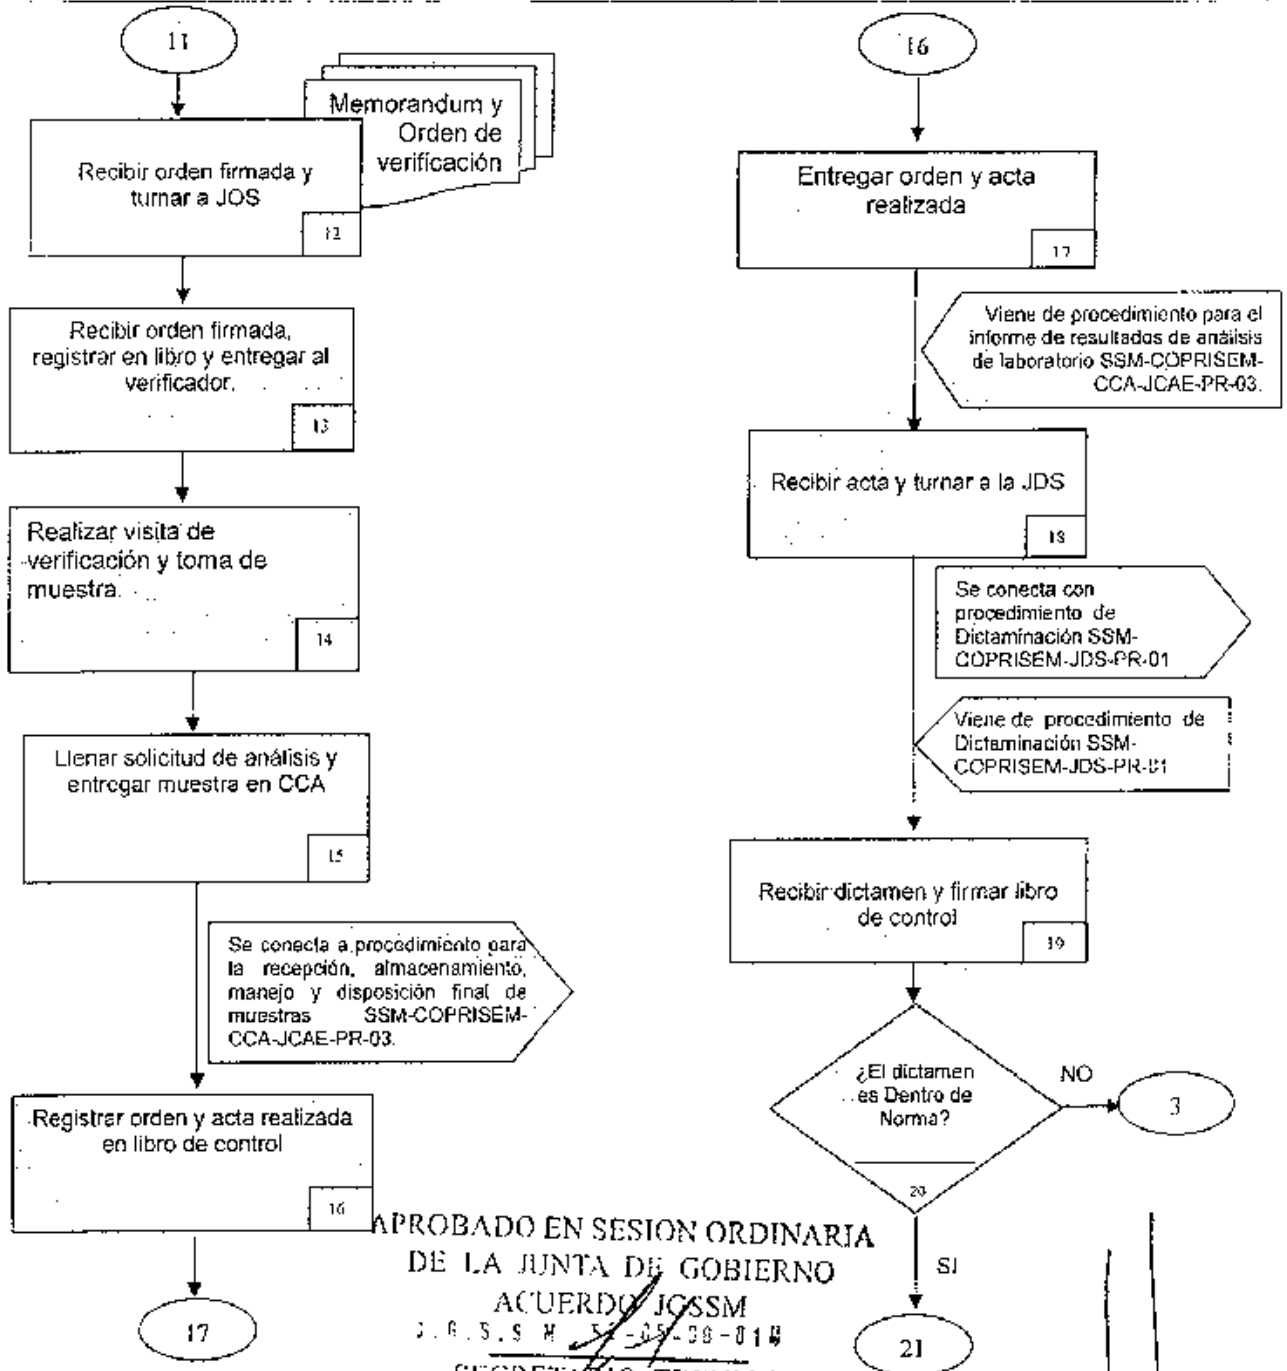 11
Memorandum y
Orden de
verificación
Recibir orden firmada y
turnar a JOS
12
Recibir orden firmada,
registrar en libro y entregar al
verificador.
13
Realizar visita de
verificación y toma de
muestra.
14
Llenar solicitud de análisis y
entregar muestra en CCA
15
Se conecta a procedimiento para
la recepción, almacenamiento,
manejo y disposición final de
muestras SSM-COPRISEM-
CCA-JCAE-PR-03.
Registrar orden y acta realizada
en libro de control
16
17
16
Entregar orden y acta
realizada
17
Viene de procedimiento para el
informe de resultados de análisis
de laboratorio SSM-COPRISEM-
CCA-JCAE-PR-03.
Recibir acta y turnar a la JDS
18
Se conecta con
procedimiento de
Dictaminación SSM-
COPRISEM-JDS-PR-01
Viene de procedimiento de
Dictaminación SSM-
COPRISEM-JDS-PR-01
Recibir dictamen y firmar libro
de control
19
¿El dictamen
es Dentro de
Norma?
20
NO
3
SI
21
APROBADO EN SESION ORDINARIA
DE LA JUNTA DE GOBIERNO
ACUERDO JGSSM